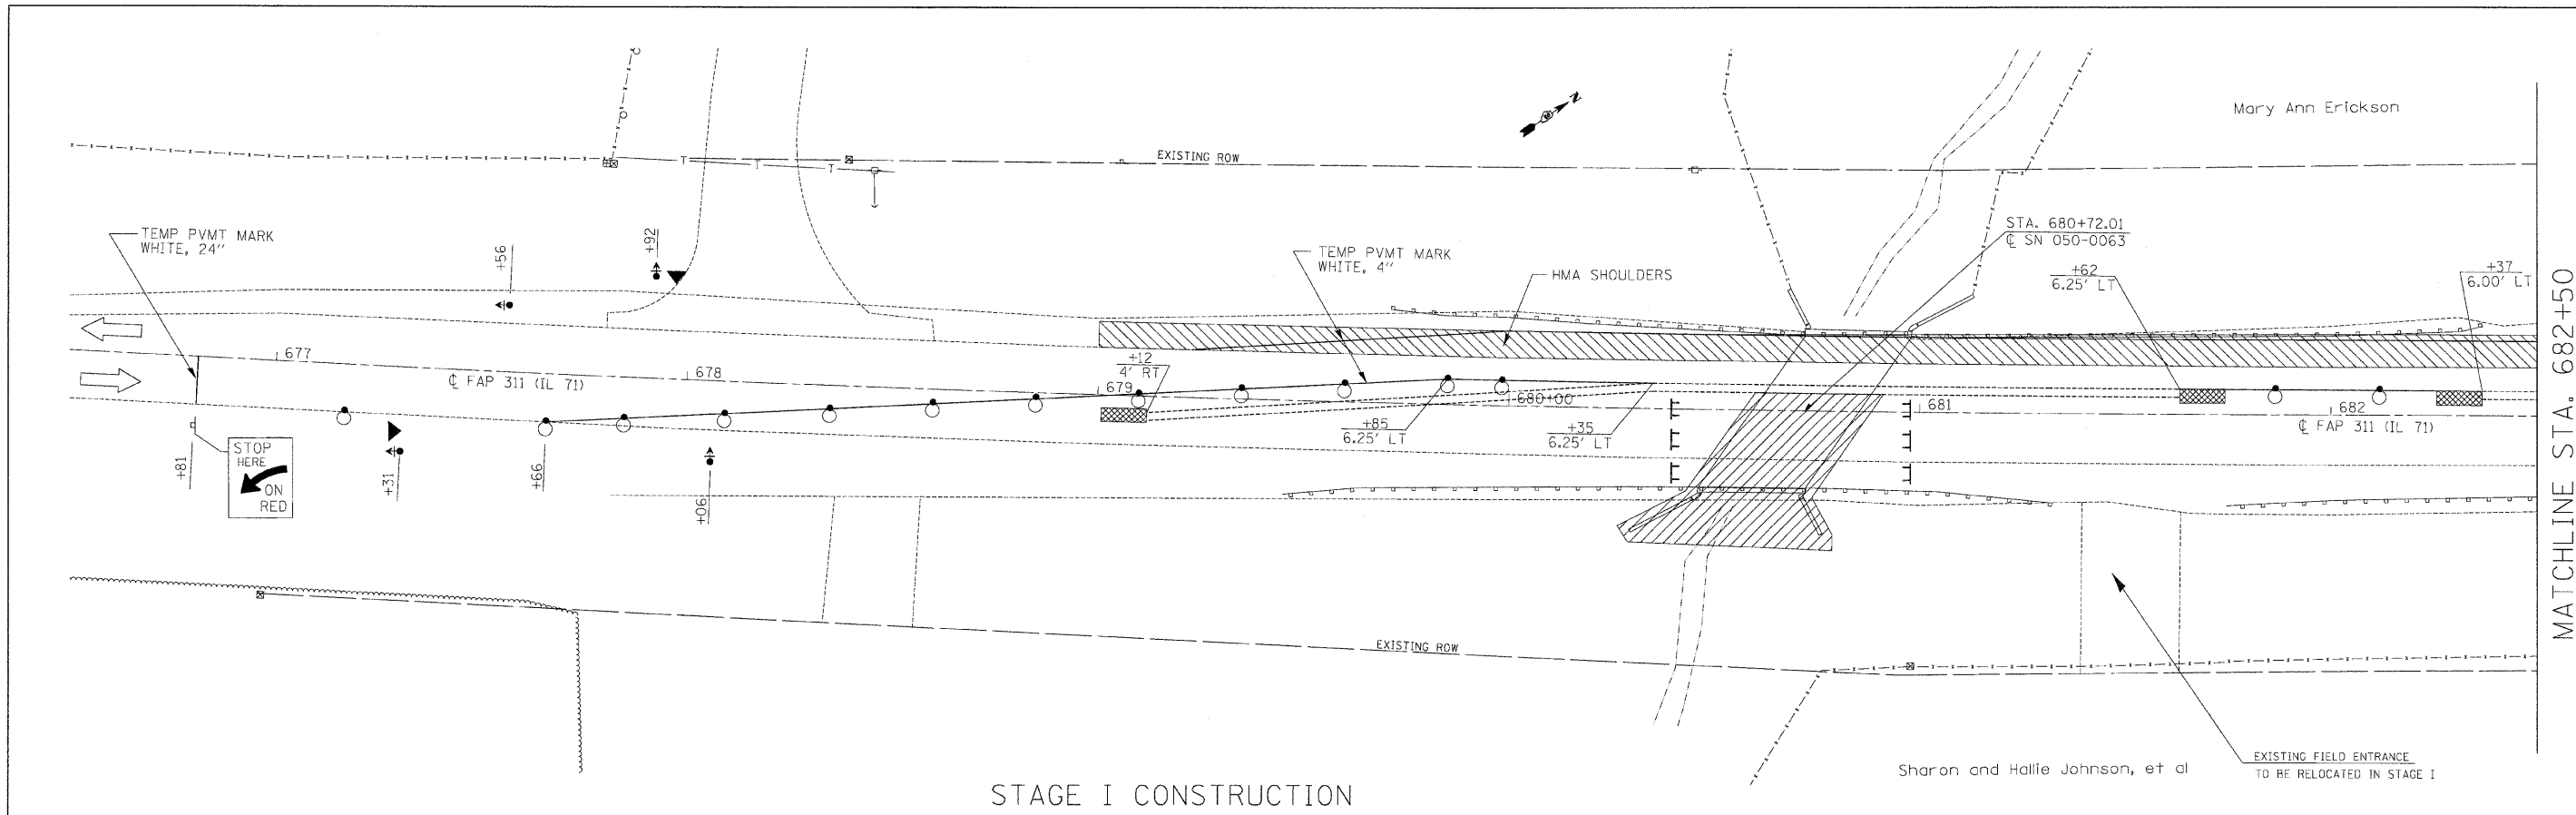 Mary Ann Erickson
N
EXISTING ROW
TEMP PVMT MARK
WHITE, 24"
+56
+92
TEMP PVMT MARK
WHITE, 4"
HMA SHOULDERS
STA. 680+72.01
℄ SN 050-0063
+62
6.25' LT
+37
6.00' LT
MATCHLINE STA. 682+50
677
℄ FAP 311 (IL 71)
678
+12
4' RT
679
680+00
681
682
℄ FAP 311 (IL 71)
+85
6.25' LT
+35
6.25' LT
+81
STOP
HERE
ON
RED
+31
+66
+06
EXISTING ROW
Sharon and Hallie Johnson, et al
EXISTING FIELD ENTRANCE
TO BE RELOCATED IN STAGE I
STAGE I CONSTRUCTION
T T T